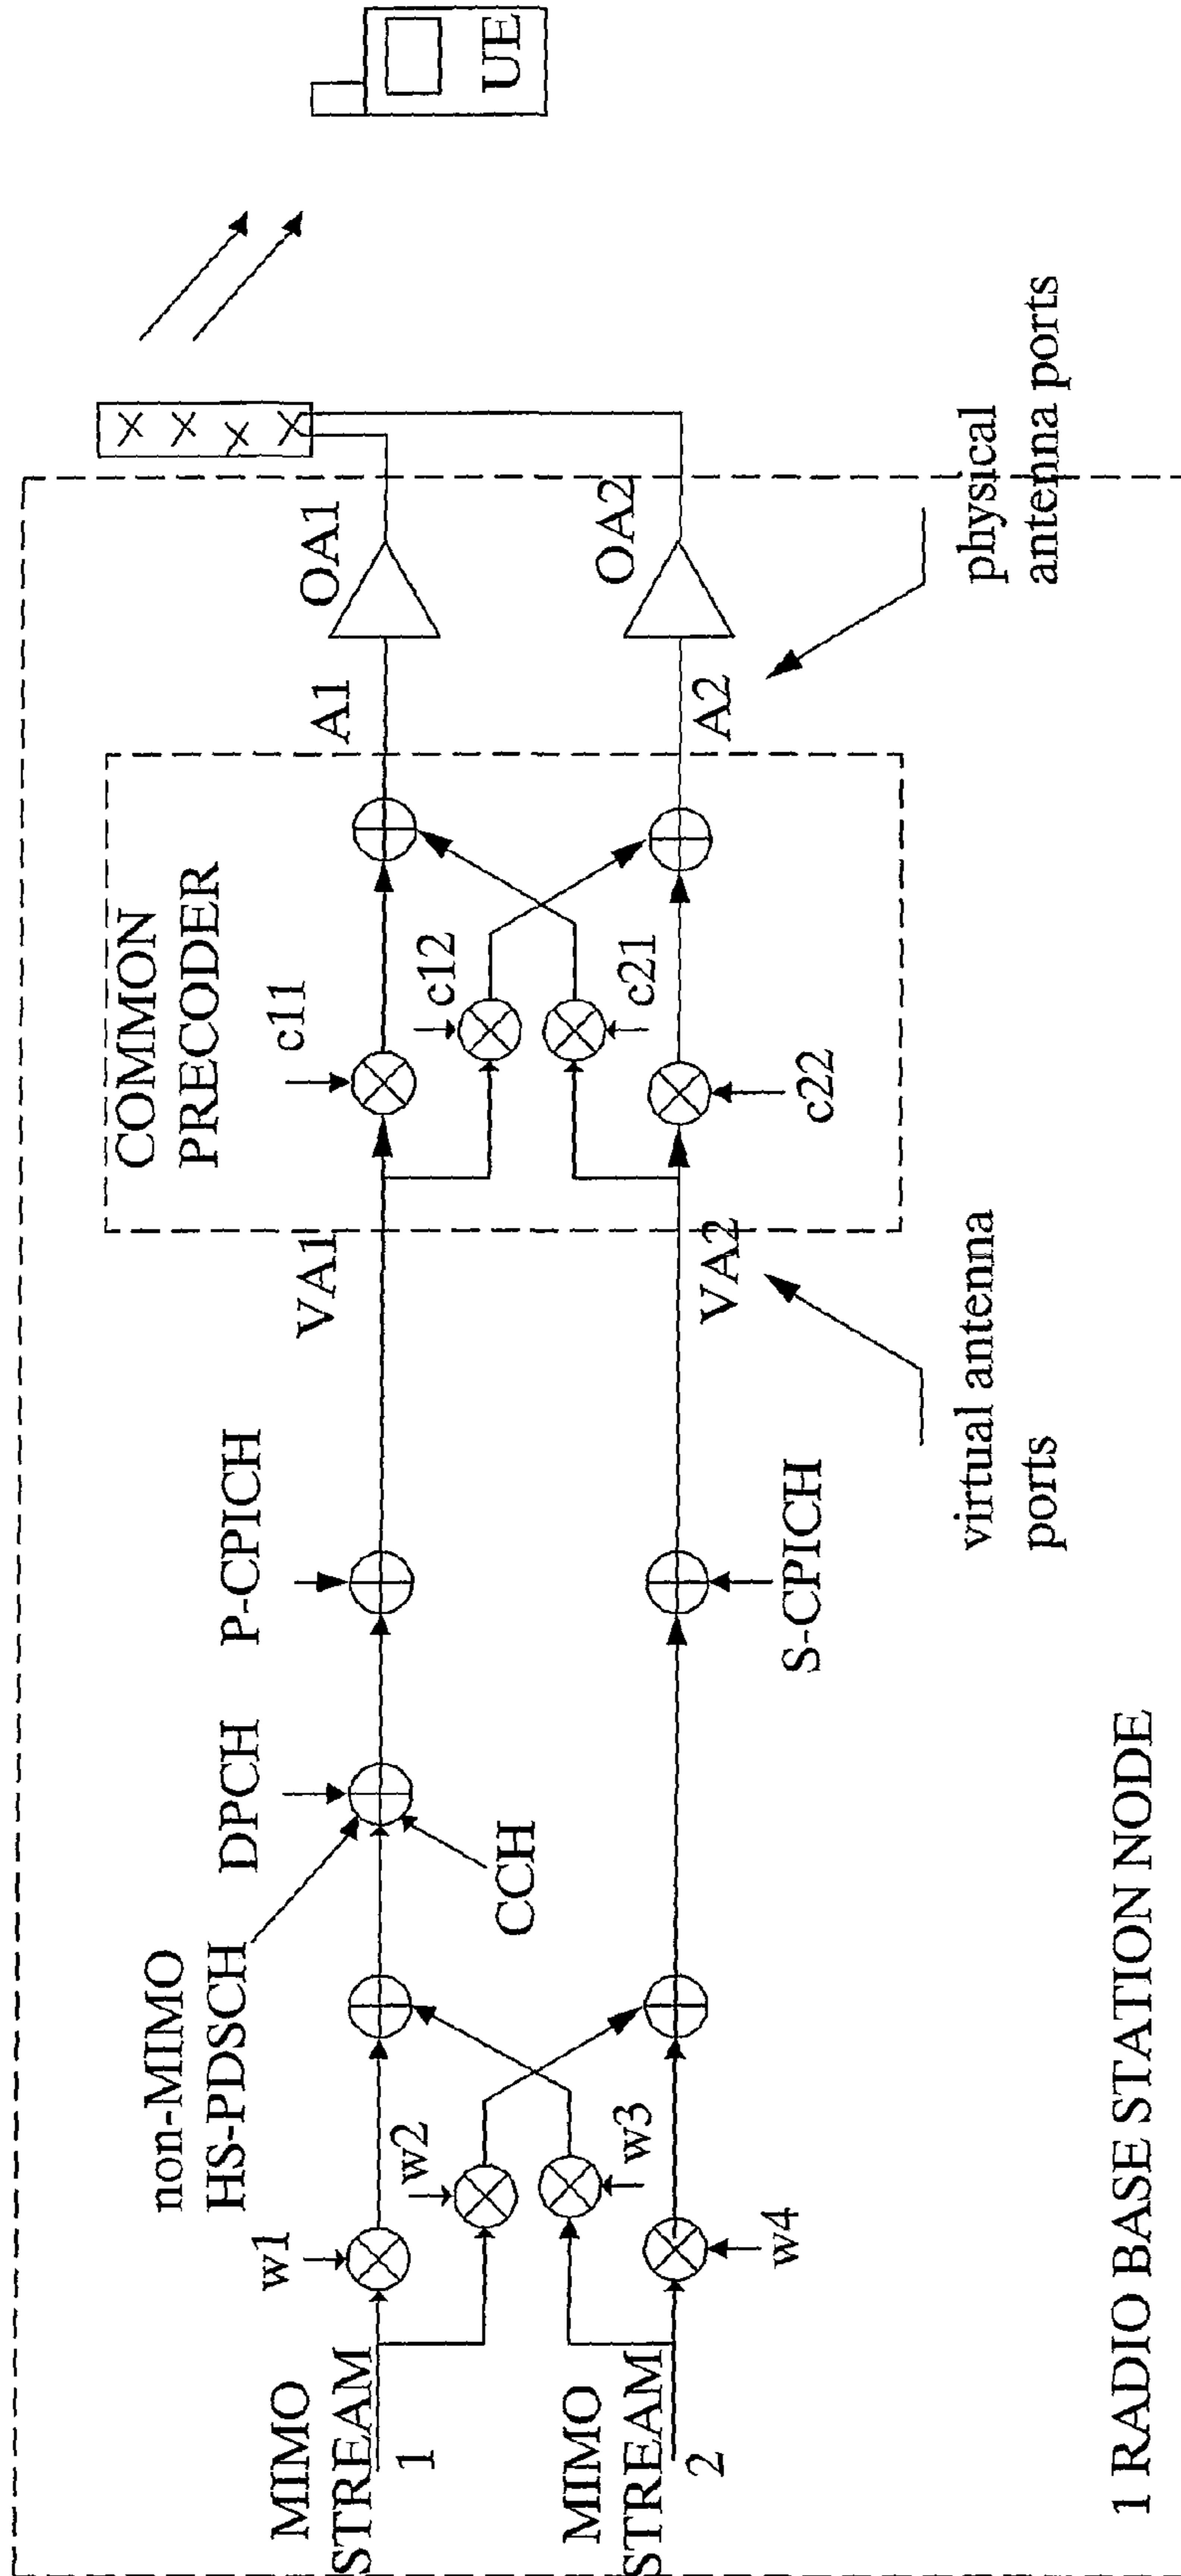 MIMO
STREAM
1
MIMO
STREAM
2
w1
w2
w3
w4
non-MIMO
HS-PDSCH
DPCH
CCH
P-CPICH
S-CPICH
VA1
VA2
virtual antenna
ports
COMMON
PRECODER
c11
c12
c21
c22
A1
A2
OA1
OA2
physical
antenna ports
UE
1 RADIO BASE STATION NODE